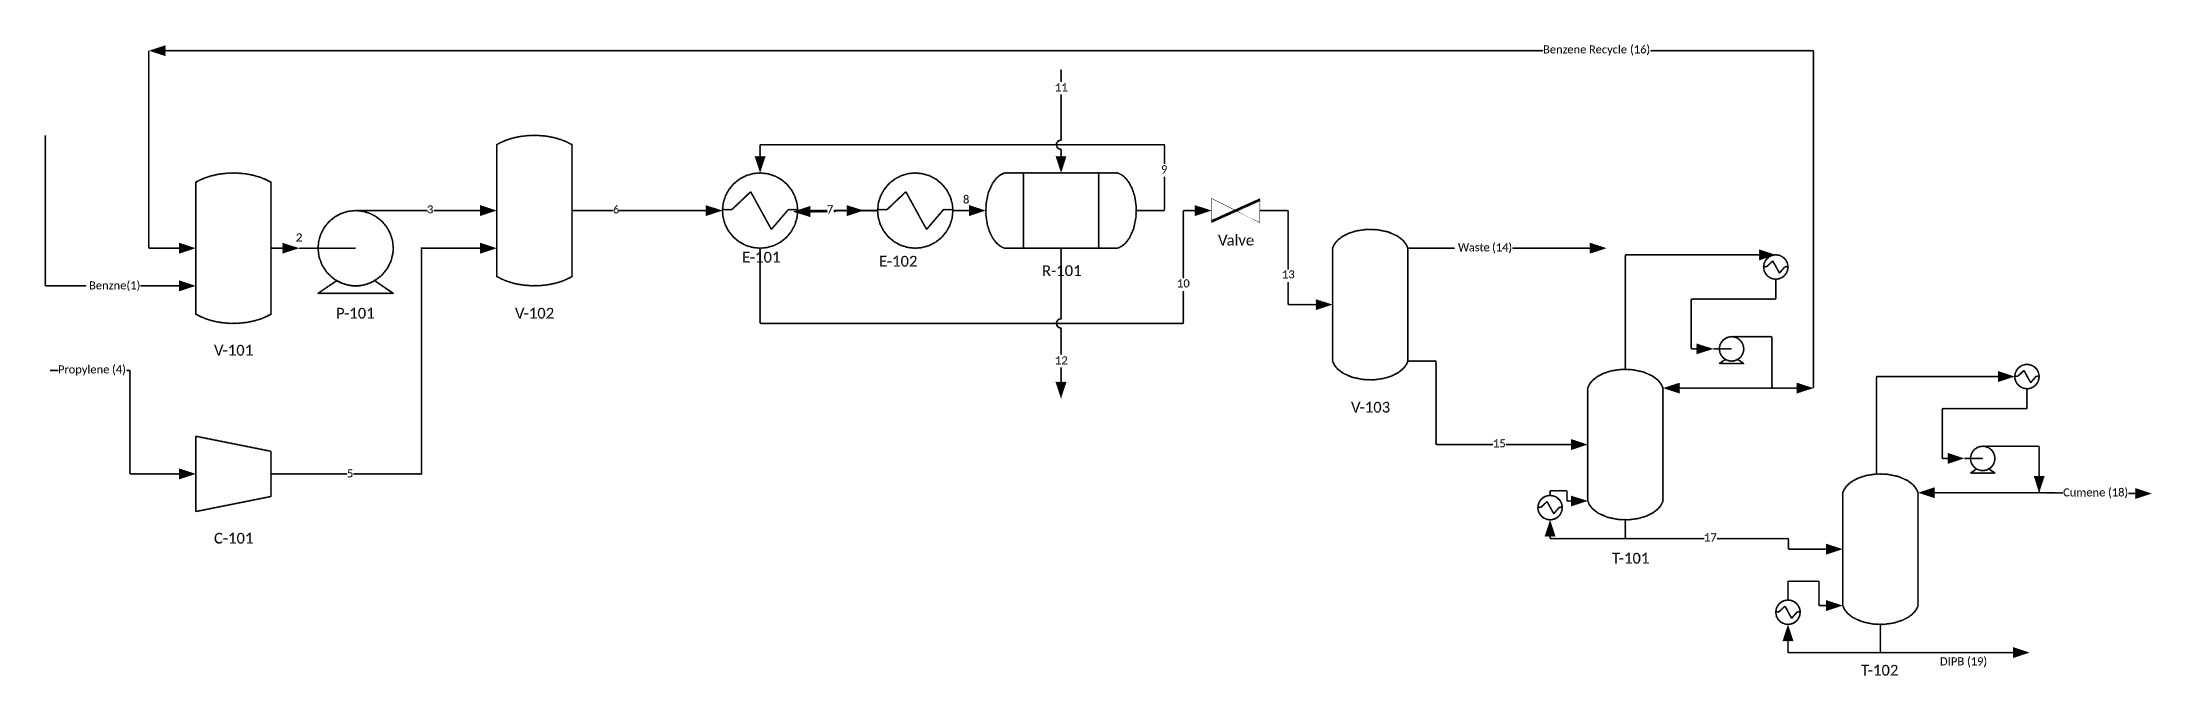 Benzene Recycle (16)
11
9
8
2
3
6
7
Valve
Waste (14)
E-101
E-102
R-101
13
10
Benzne(1)
P-101
V-102
V-101
12
Propylene (4)
V-103
15
5
Cumene (18)
C-101
17
T-101
DIPB (19)
T-102